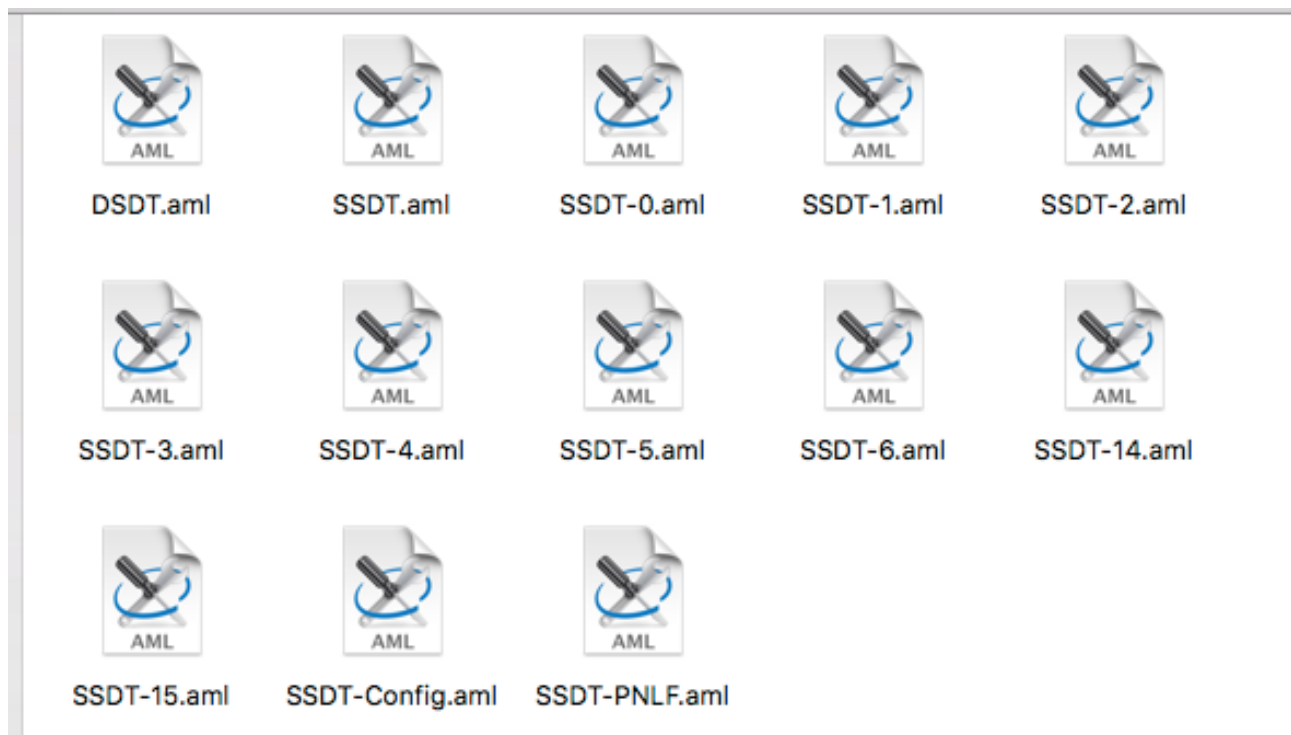 AML AML AML AML AML
DSDT.aml SSDT.aml SSDT-0.aml SSDT-1.aml SSDT-2.aml
AML AML AML AML AML
SSDT-3.aml SSDT-4.aml SSDT-5.aml SSDT-6.aml SSDT-14.aml
AML AML AML
SSDT-15.aml SSDT-Config.aml SSDT-PNLF.aml